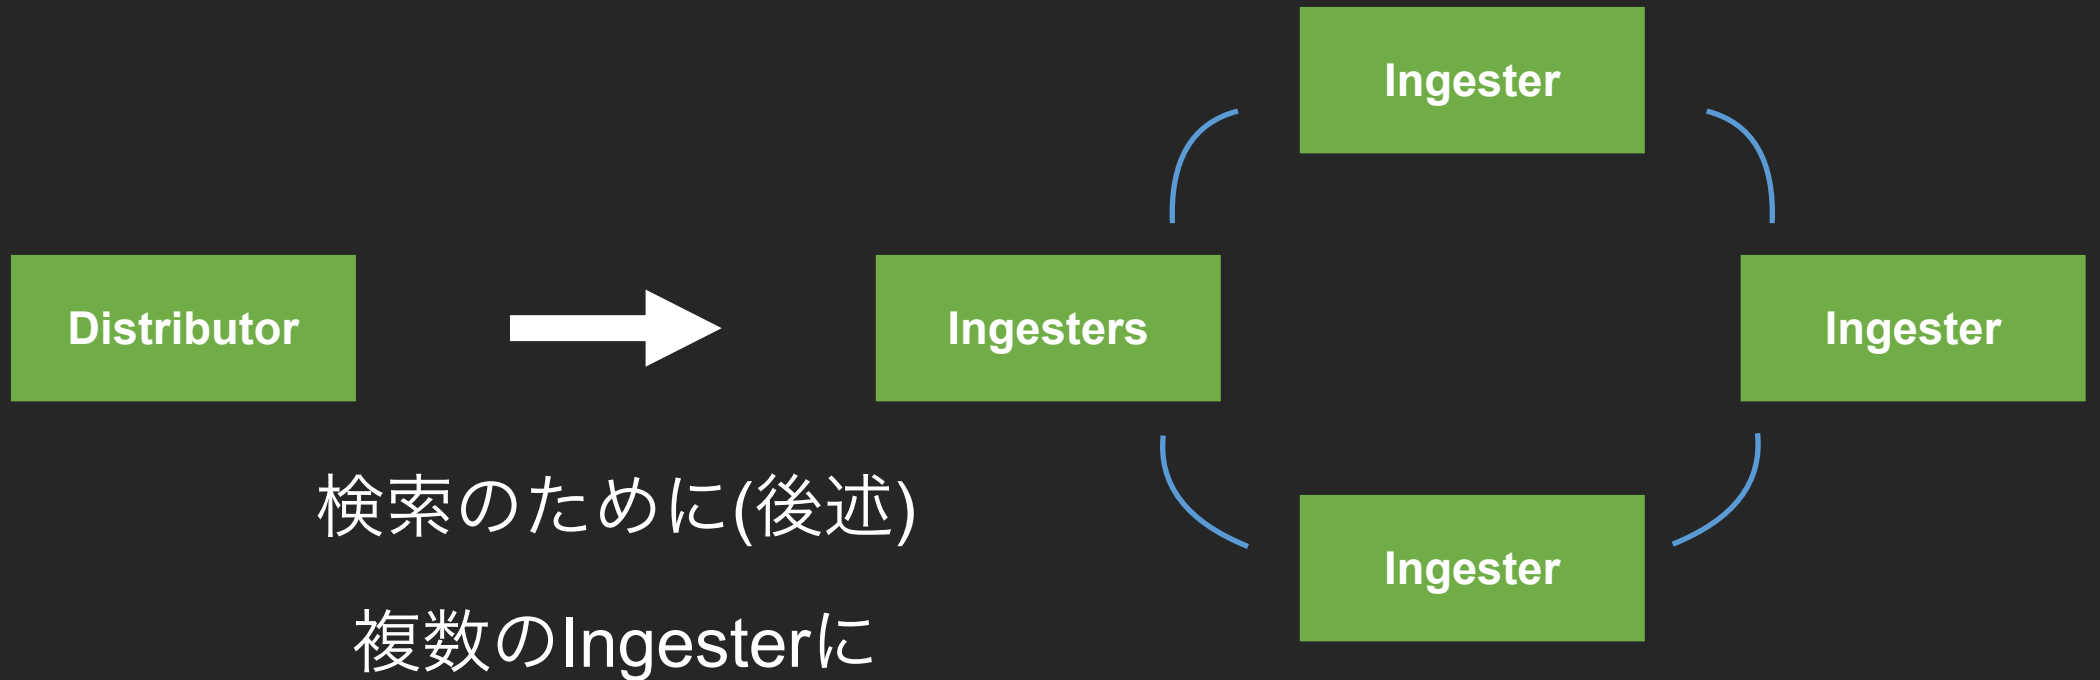 Ingester
Distributor
Ingesters
Ingester
検索のために(後述)
Ingester
複数のIngesterに